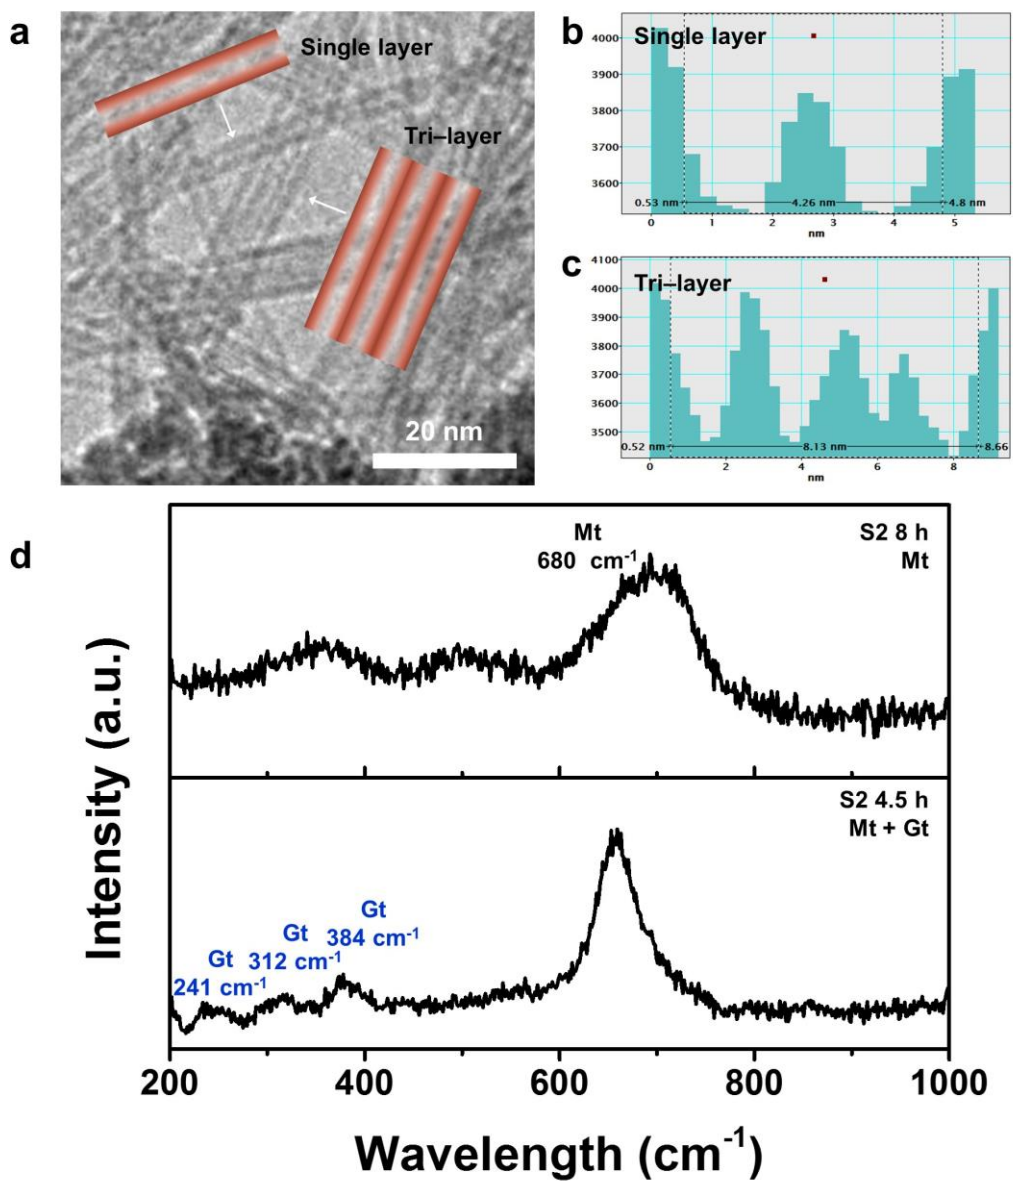 a
Single layer
Tri–layer
20 nm
b
Single layer
4000
3900
3800
3700
3600
0.53 nm
4.26 nm
4.8 nm
0
1
2
3
4
5
nm
c
Tri–layer
4100
4000
3900
3800
3700
3600
3500
0.52 nm
8.13 nm
8.66
0
2
4
6
8
nm
d
Mt
680 cm-1
S2 8 h
Mt
S2 4.5 h
Mt + Gt
Gt
384 cm-1
Gt
312 cm-1
Gt
241 cm-1
Intensity (a.u.)
200
400
600
800
1000
Wavelength (cm-1)